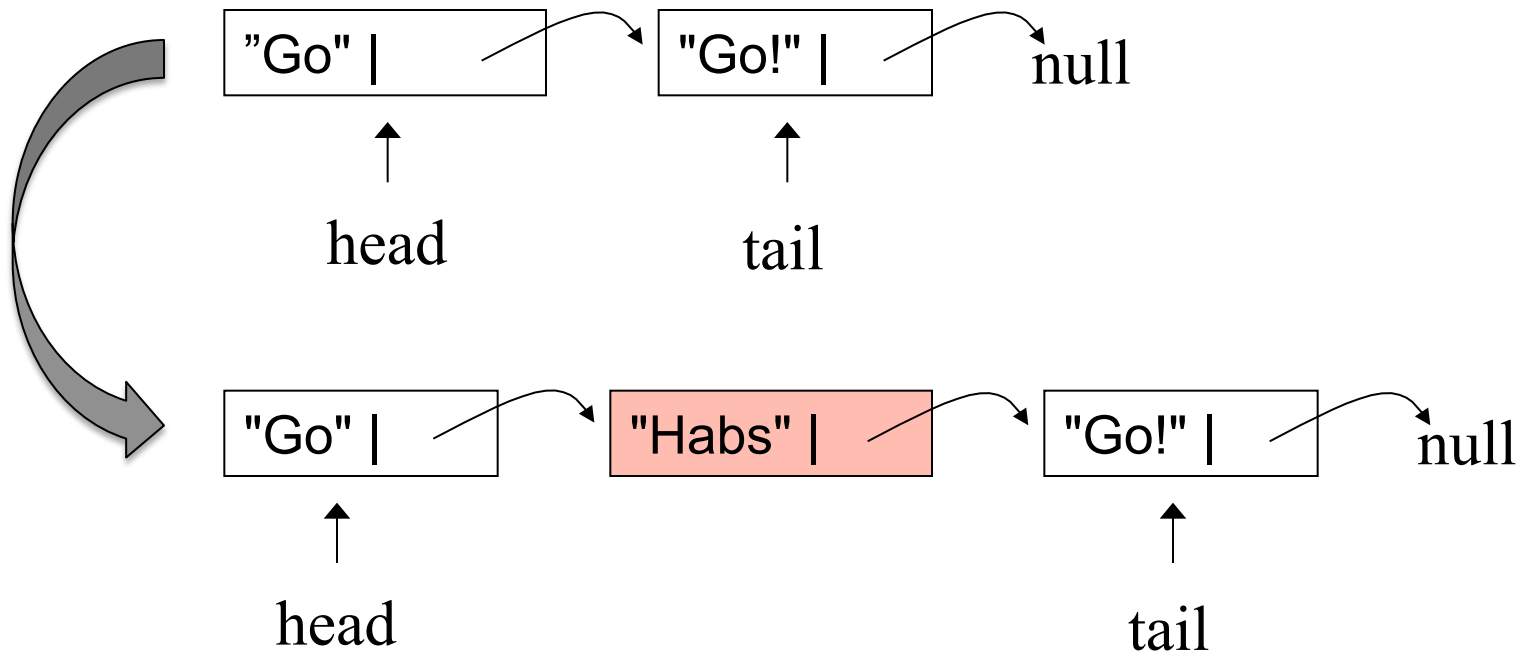 ”Go" | "Go!" | null
head tail
"Go" | "Habs" | "Go!" | null
head tail